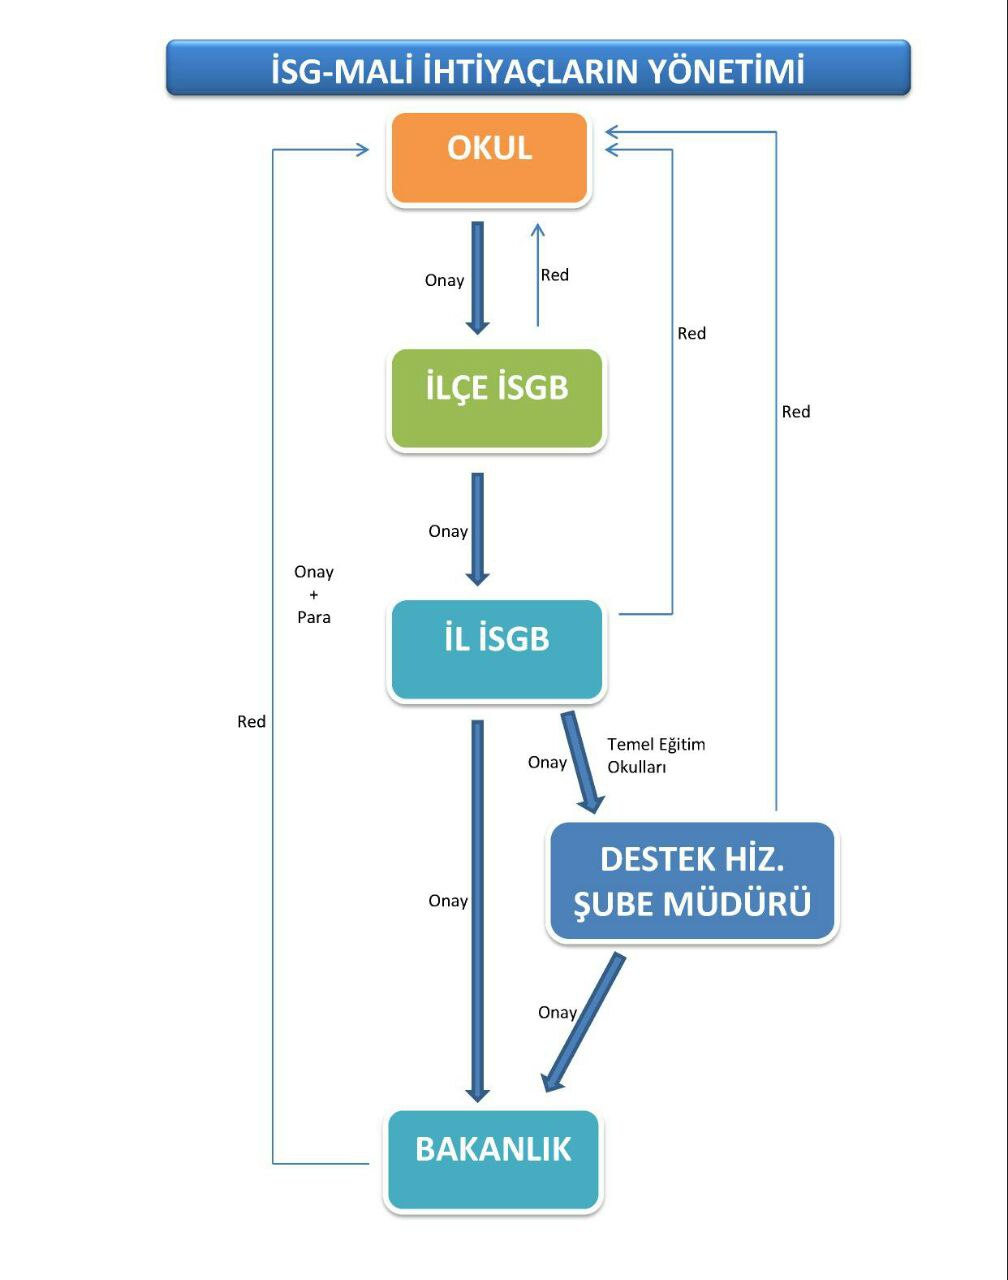 İSG-MALİ İHTİYAÇLARIN YÖNETİMİ
OKUL
Onay
Red
Red
İLÇE İSGB
Red
Onay
Onay
+
Para
İL İSGB
Red
Temel Eğitim
Okulları
Onay
DESTEK HİZ.
ŞUBE MÜDÜRÜ
Onay
Onay
BAKANLIK